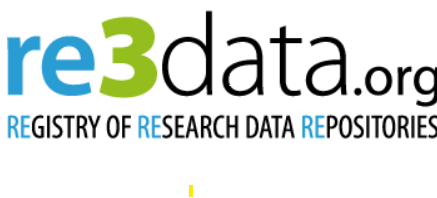 re3data.org
REGISTRY OF RESEARCH DATA REPOSITORIES